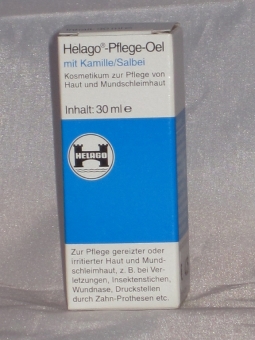 Helago®-Pflege-Oel
mit Kamille/Salbei
Kosmetikum zur Pflege von
Haut und Mundschleimhaut
Inhalt: 30 ml ℮
HELAGO
Zur Pflege gereizter oder
irritierter Haut und Mund-
schleimhaut, z. B. bei Ver-
letzungen, Insektenstichen,
Wundnase, Druckstellen
durch Zahn-Prothesen etc.